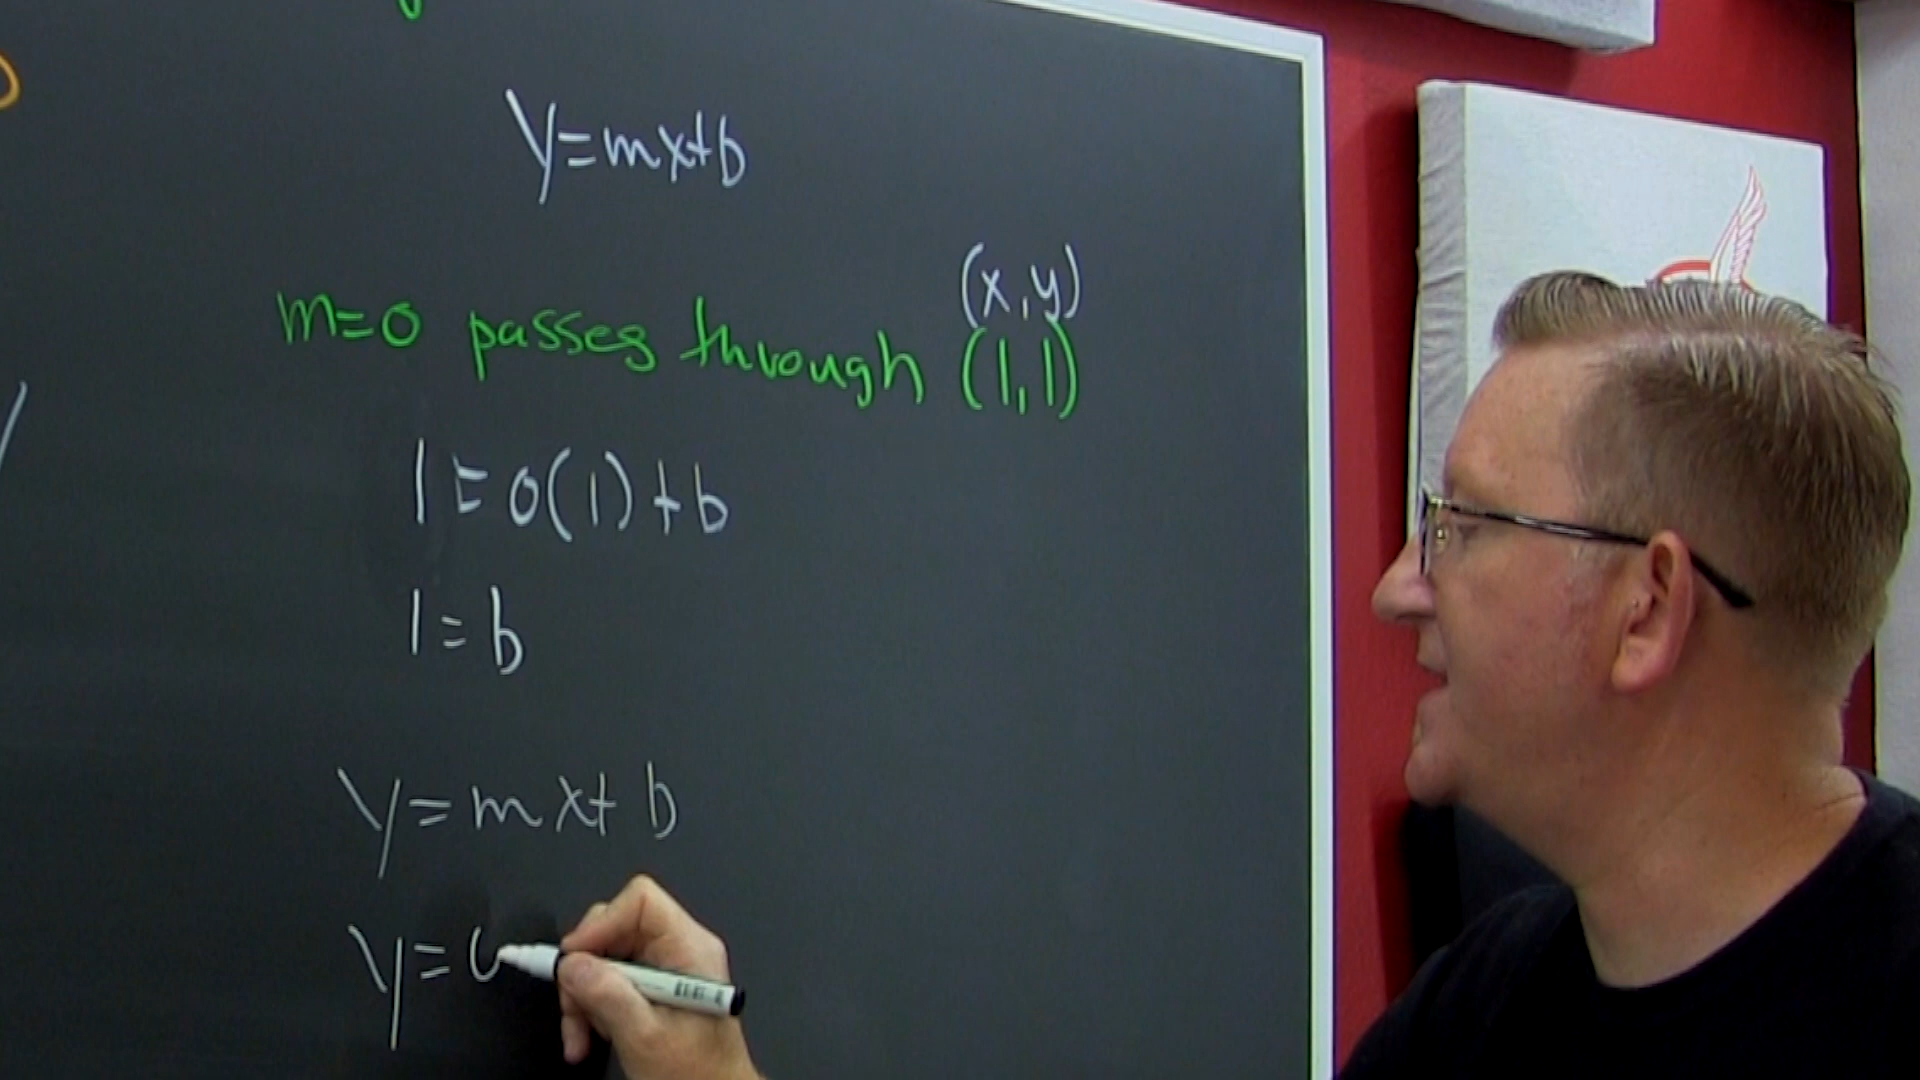 y=mx+b
(x,y)
m=0 passes through (1,1)
1=0(1)+b
1=b
y=mx+b
y=0